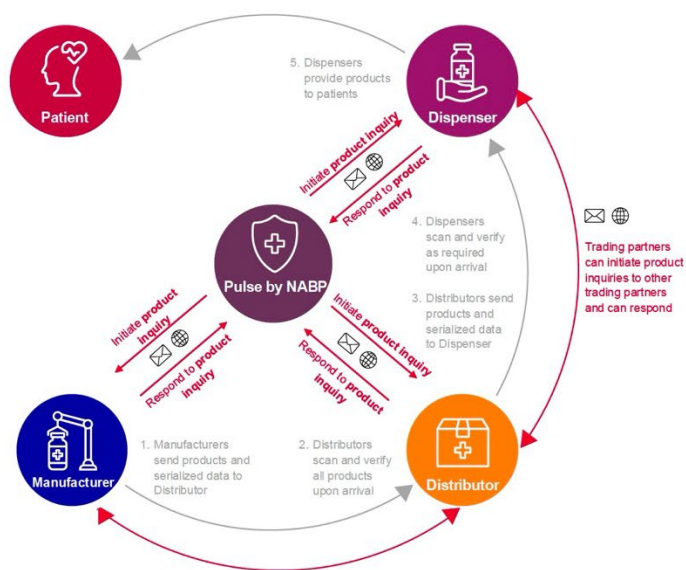 Patient
5. Dispensers
provide products
to patients
Dispenser
Initiate product inquiry
Respond to product
inquiry
Pulse by NABP
4. Dispensers
scan and verify
as required
upon arrival
3. Distributors send
products and
serialized data
to Dispenser
Trading partners
can initiate product
inquiries to other
trading partners
and can respond
Initiate product
inquiry
Respond to product
inquiry
Initiate product inquiry
Respond to product
inquiry
Manufacturer
1. Manufacturers
send products and
serialized data to
Distributor
2. Distributors
scan and verify
all products
upon arrival
Distributor